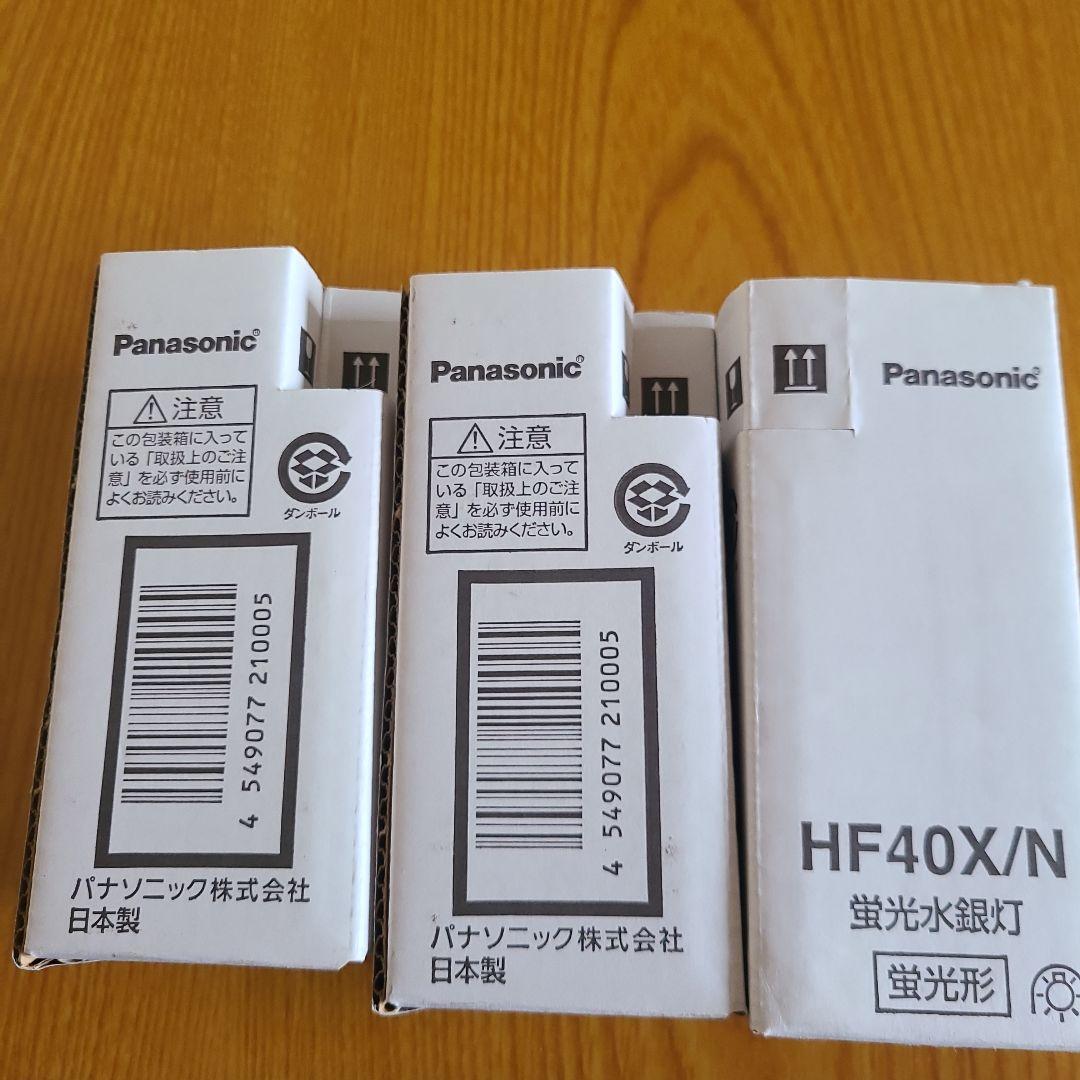 Panasonic
注意
この包装箱に入って
いる「取扱上のご注
意」を必ず使用前に
よくお読みください。
ダンボール
4 549077 210005
パナソニック株式会社
日本製
Panasonic
注意
この包装箱に入って
いる「取扱上のご注
意」を必ず使用前に
よくお読みください。
ダンボール
4 549077 210005
パナソニック株式会社
日本製
Panasonic
HF40X/N
蛍光水銀灯
蛍光形